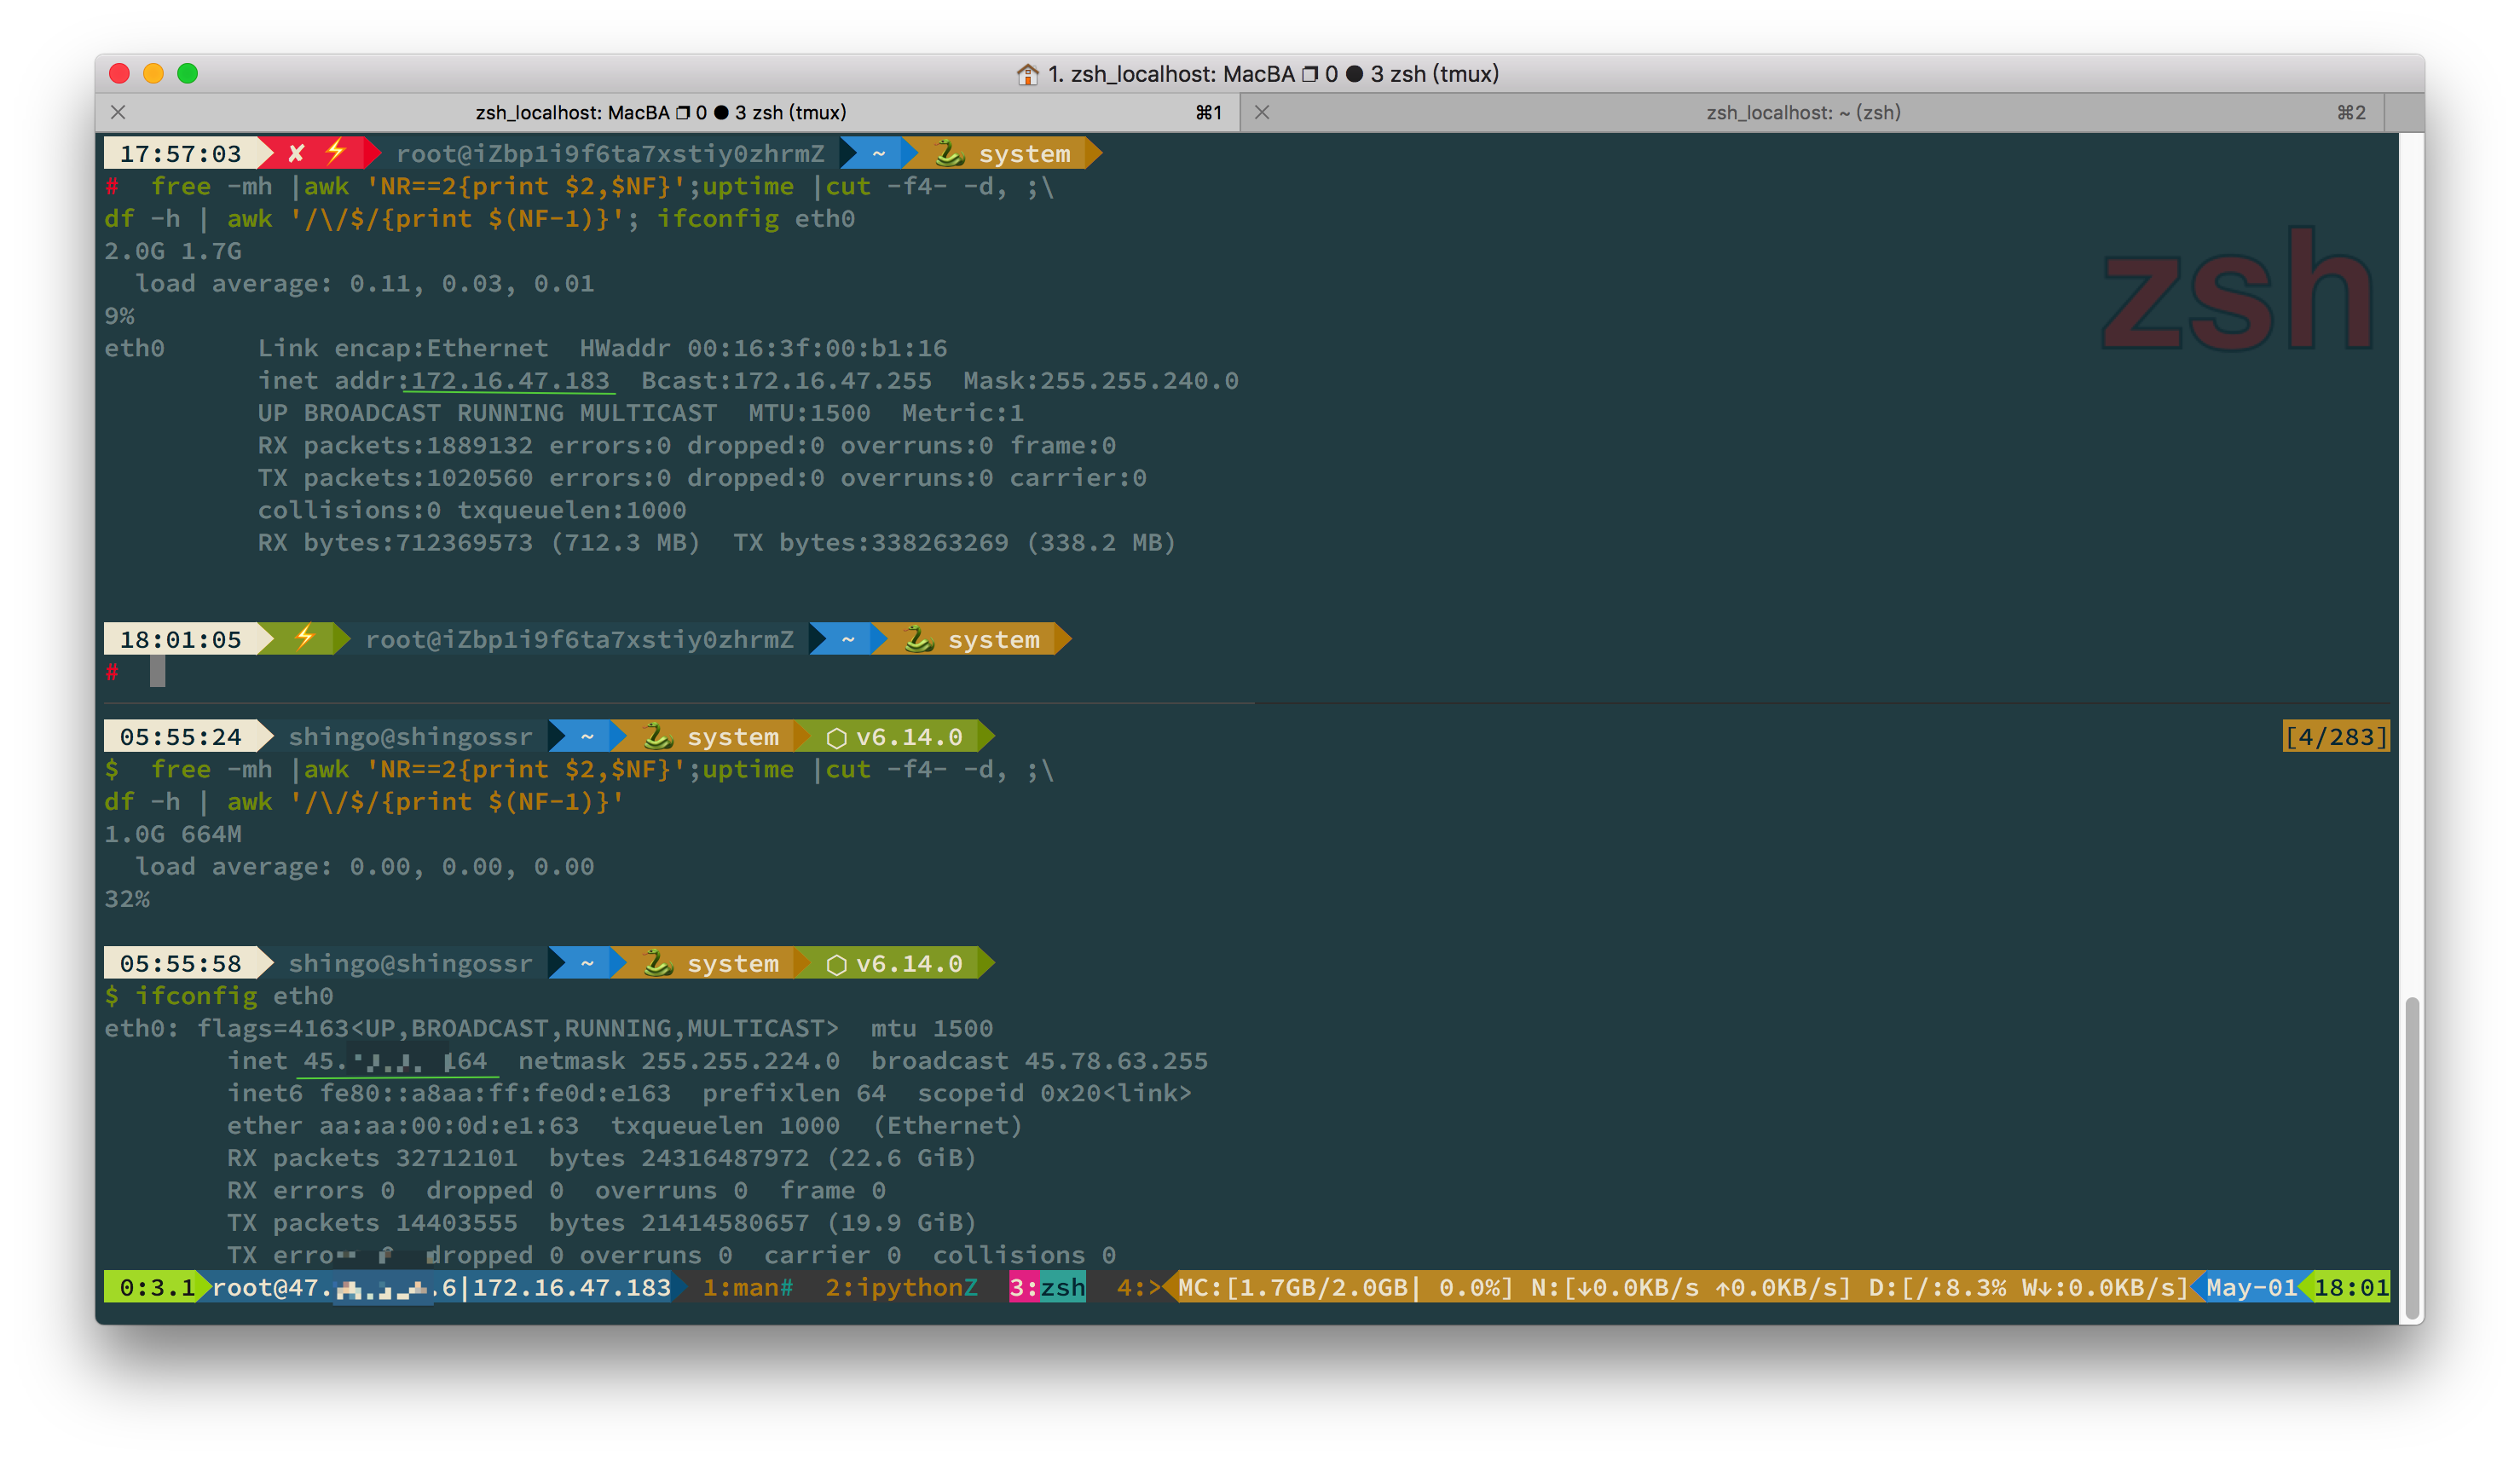 1. zsh_localhost: MacBA ❐ 0 ● 3 zsh (tmux)
zsh_localhost: MacBA ❐ 0 ● 3 zsh (tmux) ⌘1
zsh_localhost: ~ (zsh) ⌘2
17:57:03 ✘ ⚡ root@iZbp1i9f6ta7xstiy0zhrmZ ~ 🐍 system
# free -mh |awk 'NR==2{print $2,$NF}';uptime |cut -f4- -d, ;\
df -h | awk '/\/$/{print $(NF-1)}'; ifconfig eth0
2.0G 1.7G
load average: 0.11, 0.03, 0.01
9%
eth0 Link encap:Ethernet HWaddr 00:16:3f:00:b1:16
inet addr:172.16.47.183 Bcast:172.16.47.255 Mask:255.255.240.0
UP BROADCAST RUNNING MULTICAST MTU:1500 Metric:1
RX packets:1889132 errors:0 dropped:0 overruns:0 frame:0
TX packets:1020560 errors:0 dropped:0 overruns:0 carrier:0
collisions:0 txqueuelen:1000
RX bytes:712369573 (712.3 MB) TX bytes:338263269 (338.2 MB)
zsh
18:01:05 ⚡ root@iZbp1i9f6ta7xstiy0zhrmZ ~ 🐍 system
#
05:55:24 shingo@shingossr ~ 🐍 system ⬡ v6.14.0 [4/283]
$ free -mh |awk 'NR==2{print $2,$NF}';uptime |cut -f4- -d, ;\
df -h | awk '/\/$/{print $(NF-1)}'
1.0G 664M
load average: 0.00, 0.00, 0.00
32%
05:55:58 shingo@shingossr ~ 🐍 system ⬡ v6.14.0
$ ifconfig eth0
eth0: flags=4163<UP,BROADCAST,RUNNING,MULTICAST> mtu 1500
inet 45. 164 netmask 255.255.224.0 broadcast 45.78.63.255
inet6 fe80::a8aa:ff:fe0d:e163 prefixlen 64 scopeid 0x20<link>
ether aa:aa:00:0d:e1:63 txqueuelen 1000 (Ethernet)
RX packets 32712101 bytes 24316487972 (22.6 GiB)
RX errors 0 dropped 0 overruns 0 frame 0
TX packets 14403555 bytes 21414580657 (19.9 GiB)
TX erro dropped 0 overruns 0 carrier 0 collisions 0
0:3.1 root@47. .6|172.16.47.183 1:man# 2:ipythonZ 3:zsh 4:> MC:[1.7GB/2.0GB| 0.0%] N:[↓0.0KB/s ↑0.0KB/s] D:[/:8.3% W↓:0.0KB/s] May-01 18:01